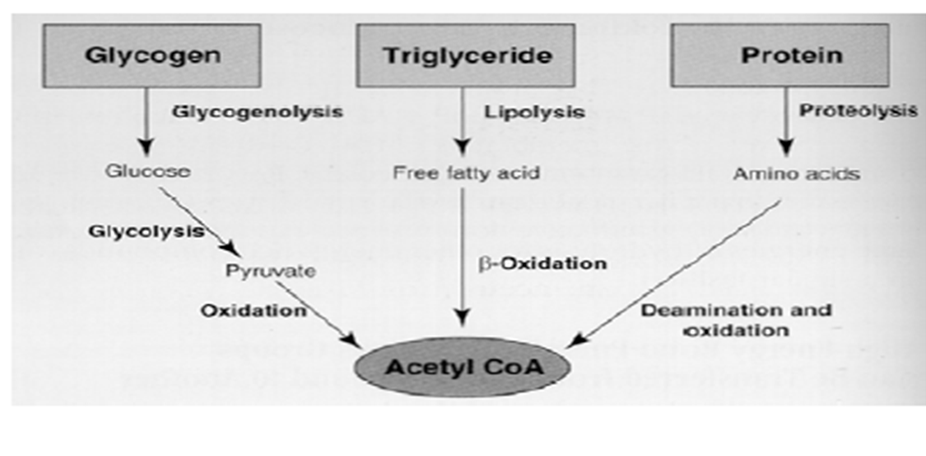 Glycogen
Triglyceride
Protein
Glycogenolysis
Lipolysis
Proteolysis
Glucose
Free fatty acid
Amino acids
Glycolysis
Pyruvate
β-Oxidation
Oxidation
Deamination and
oxidation
Acetyl CoA